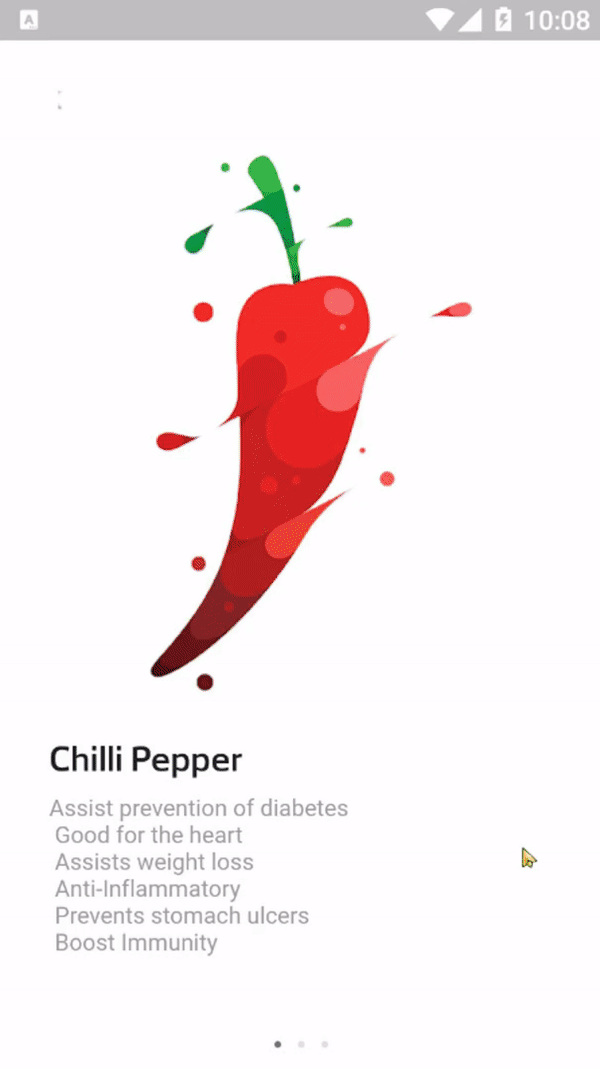 A
10:08
Chilli Pepper
Assist prevention of diabetes
Good for the heart
Assists weight loss
Anti-Inflammatory
Prevents stomach ulcers
Boost Immunity